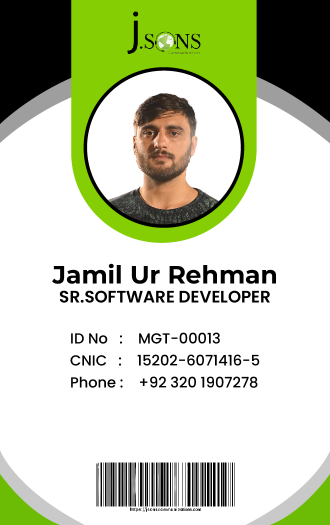 j.sons
Jamil Ur Rehman
SR.SOFTWARE DEVELOPER
ID No : MGT-00013
CNIC : 15202-6071416-5
Phone : +92 320 1907278